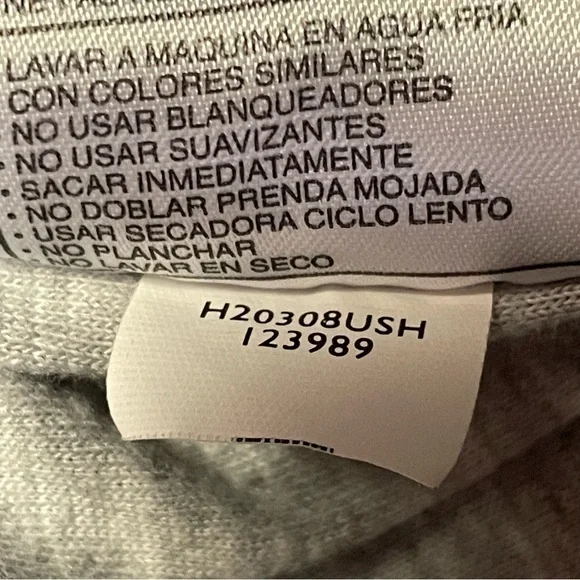 LAVAR A MAQUINA EN AGUA FRIA
CON COLORES SIMILARES
• NO USAR BLANQUEADORES
• NO USAR SUAVIZANTES
• SACAR INMEDIATAMENTE
• NO DOBLAR PRENDA MOJADA
• USAR SECADORA CICLO LENTO
• NO PLANCHAR
NO LAVAR EN SECO
H20308USH
123989